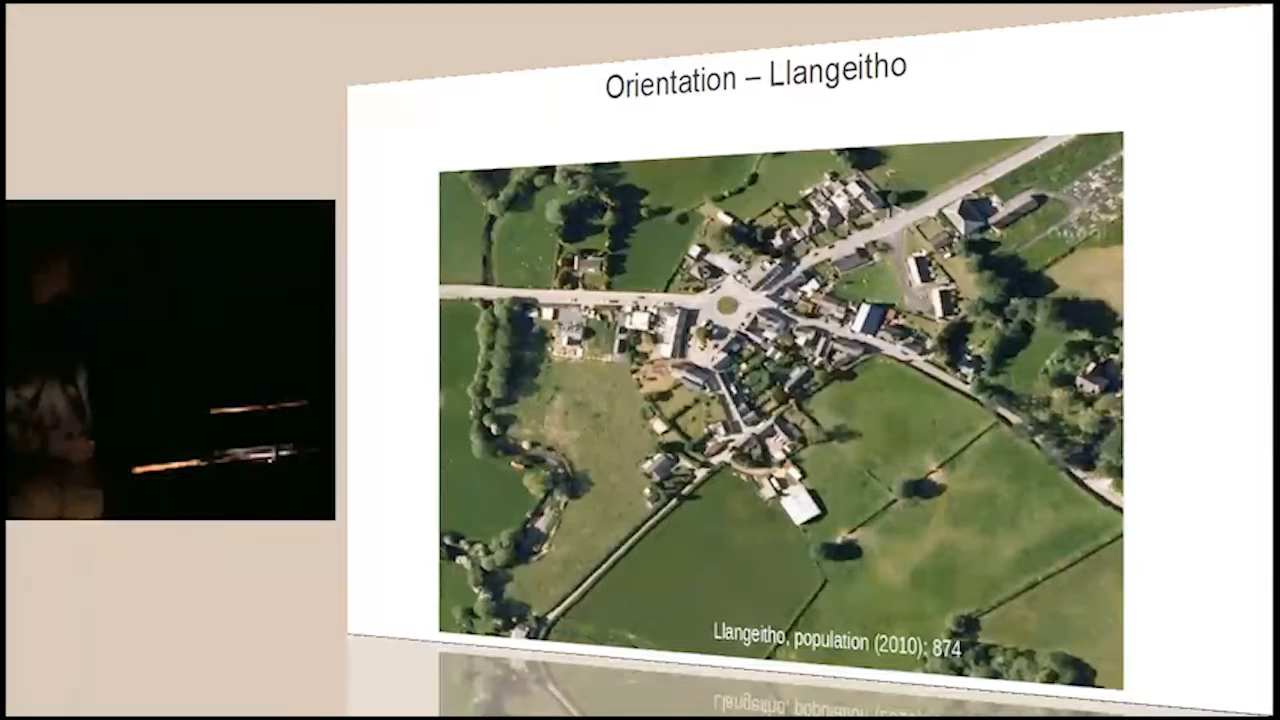 Orientation – Llangeitho
Llangeitho, population (2010); 874